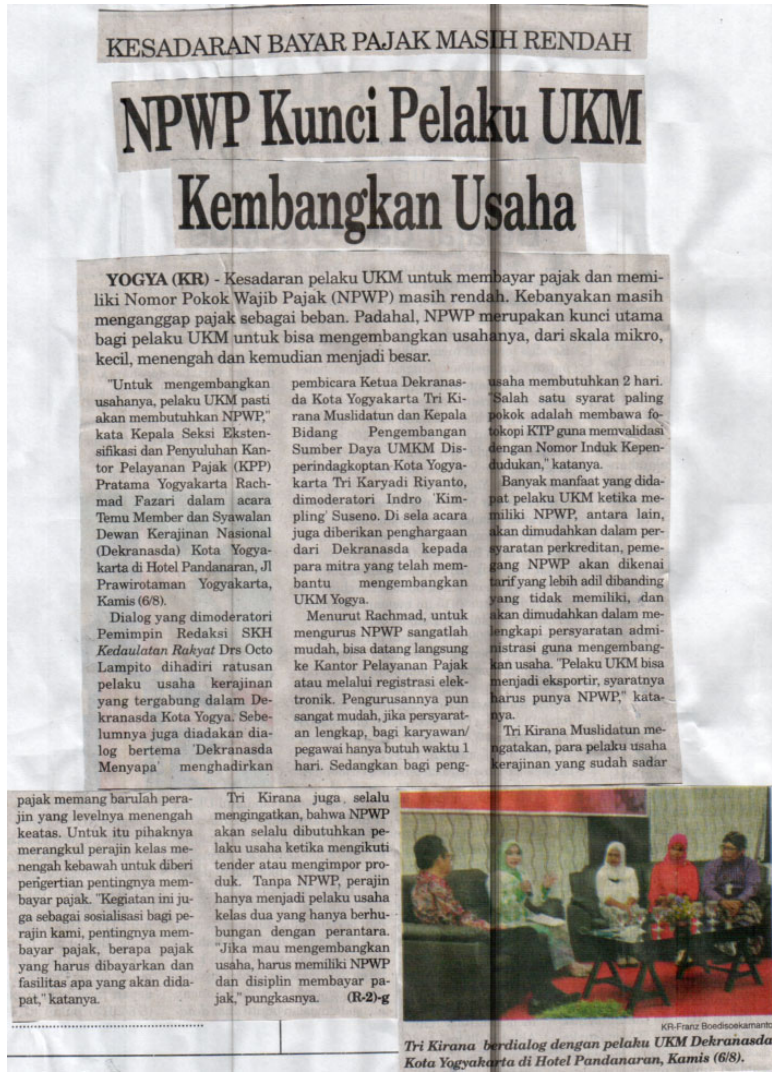 KESADARAN BAYAR PAJAK MASIH RENDAH
NPWP Kunci Pelaku UKM
Kembangkan Usaha
YOGYA (KR) - Kesadaran pelaku UKM untuk membayar pajak dan memi-
liki Nomor Pokok Wajib Pajak (NPWP) masih rendah. Kebanyakan masih
menganggap pajak sebagai beban. Padahal, NPWP merupakan kunci utama
bagi pelaku UKM untuk bisa mengembangkan usahanya, dari skala mikro,
kecil, menengah dan kemudian menjadi besar.
"Untuk mengembangkan
usahanya, pelaku UKM pasti
akan membutuhkan NPWP,"
kata Kepala Seksi Eksten-
sifikasi dan Penyuluhan Kan-
tor Pelayanan Pajak (KPP)
Pratama Yogyakarta Rach-
mad Fazari dalam acara
Temu Member dan Syawalan
Dewan Kerajinan Nasional
(Dekranasda) Kota Yogya-
karta di Hotel Pandanaran, Jl
Prawirotaman Yogyakarta,
Kamis (6/8).
Dialog yang dimoderatori
Pemimpin Redaksi SKH
Kedaulatan Rakyat Drs Octo
Lampito dihadiri ratusan
pelaku usaha kerajinan
yang tergabung dalam De-
kranasda Kota Yogya. Sebe-
lumnya juga diadakan dia-
log bertema 'Dekranasda
Menyapa' menghadirkan
pembicara Ketua Dekranas-
da Kota Yogyakarta Tri Ki-
rana Muslidatun dan Kepala
Bidang Pengembangan
Sumber Daya UMKM Dis-
perindagkoptan Kota Yogya-
karta Tri Karyadi Riyanto,
dimoderatori Indro 'Kim-
pling' Suseno. Di sela acara
juga diberikan penghargaan
dari Dekranasda kepada
para mitra yang telah mem-
bantu mengembangkan
UKM Yogya.
Menurut Rachmad, untuk
mengurus NPWP sangatlah
mudah, bisa datang langsung
ke Kantor Pelayanan Pajak
atau melalui registrasi elek-
tronik. Pengurusannya pun
sangat mudah, jika persyarat-
an lengkap, bagi karyawan/
pegawai hanya butuh waktu 1
hari. Sedangkan bagi peng-
usaha membutuhkan 2 hari.
"Salah satu syarat paling
pokok adalah membawa fo-
tokopi KTP guna memvalidasi
dengan Nomor Induk Kepen-
dudukan," katanya.
Banyak manfaat yang dida-
pat pelaku UKM ketika me-
miliki NPWP, antara lain,
akan dimudahkan dalam per-
syaratan perkreditan, peme-
gang NPWP akan dikenai
tarif yang lebih adil dibanding
yang tidak memiliki, dan
akan dimudahkan dalam me-
lengkapi persyaratan admi-
nistrasi guna mengembang-
kan usaha. "Pelaku UKM bisa
menjadi eksportir, syaratnya
harus punya NPWP," kata-
nya.
Tri Kirana Muslidatun me-
ngatakan, para pelaku usaha
kerajinan yang sudah sadar
pajak memang barulah pera-
jin yang levelnya menengah
keatas. Untuk itu pihaknya
merangkul perajin kelas me-
nengah kebawah untuk diberi
pengertian pentingnya mem-
bayar pajak. "Kegiatan ini ju-
ga sebagai sosialisasi bagi pe-
rajin kami, pentingnya mem-
bayar pajak, berapa pajak
yang harus dibayarkan dan
fasilitas apa yang akan dida-
pat," katanya.
Tri Kirana juga selalu
mengingatkan, bahwa NPWP
akan selalu dibutuhkan pe-
laku usaha ketika mengikuti
tender atau mengimpor pro-
duk. Tanpa NPWP, perajin
hanya menjadi pelaku usaha
kelas dua yang hanya berhu-
bungan dengan perantara.
"Jika mau mengembangkan
usaha, harus memiliki NPWP
dan disiplin membayar pa-
jak," pungkasnya. (R-2)-g
KR-Franz Boedisoekarnanto
Tri Kirana berdialog dengan pelaku UKM Dekranasda
Kota Yogyakarta di Hotel Pandanaran, Kamis (6/8).